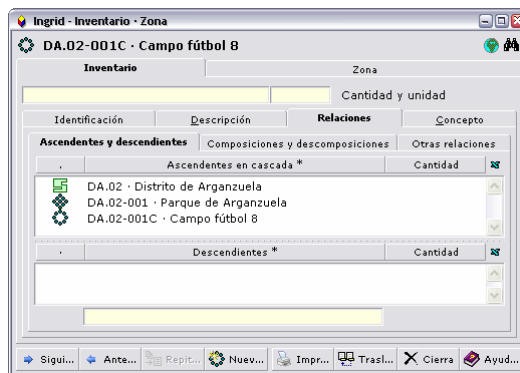 Ingrid - Inventario · Zona
DA.02-001C · Campo fútbol 8
Inventario Zona
Cantidad y unidad
Identificación Descripción Relaciones Concepto
Ascendentes y descendientes Composiciones y descomposiciones Otras relaciones
. Ascendentes en cascada * Cantidad
DA.02 · Distrito de Arganzuela
DA.02-001 · Parque de Arganzuela
DA.02-001C · Campo fútbol 8
. Descendientes * Cantidad
Sigui... Ante... Repit... Nuev... Impr... Trasl... Cierra Ayud...